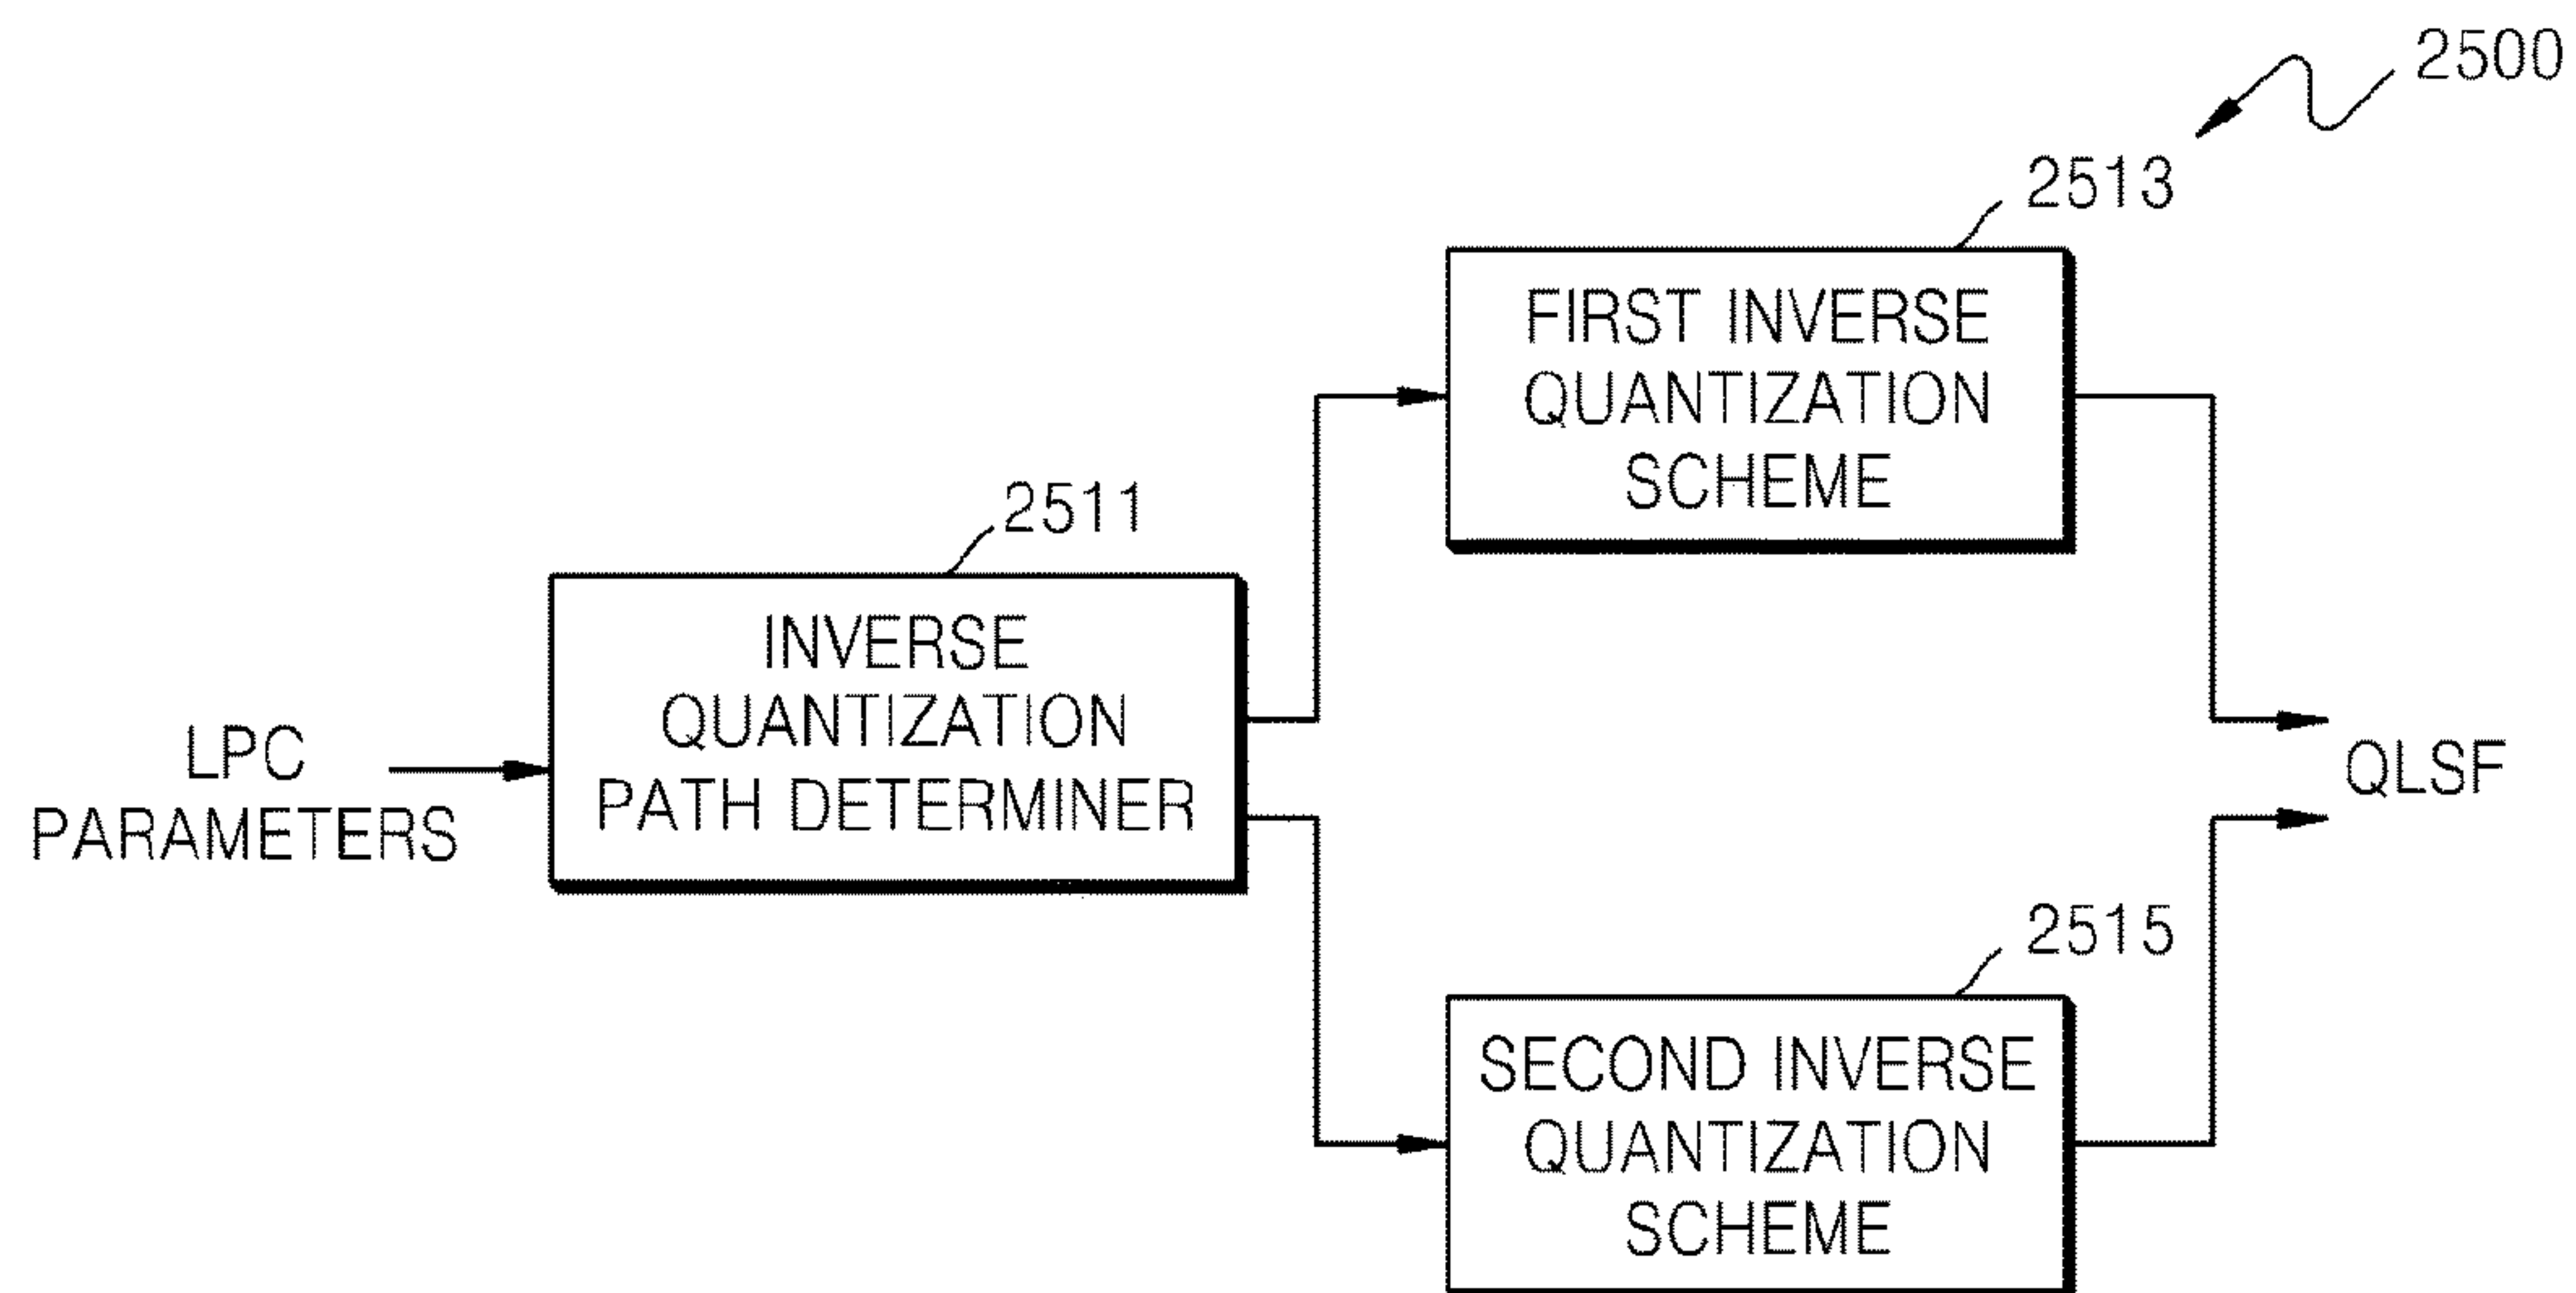 2500
2513
FIRST INVERSE
QUANTIZATION
SCHEME
2511
INVERSE
QUANTIZATION
PATH DETERMINER
LPC
PARAMETERS
QLSF
2515
SECOND INVERSE
QUANTIZATION
SCHEME